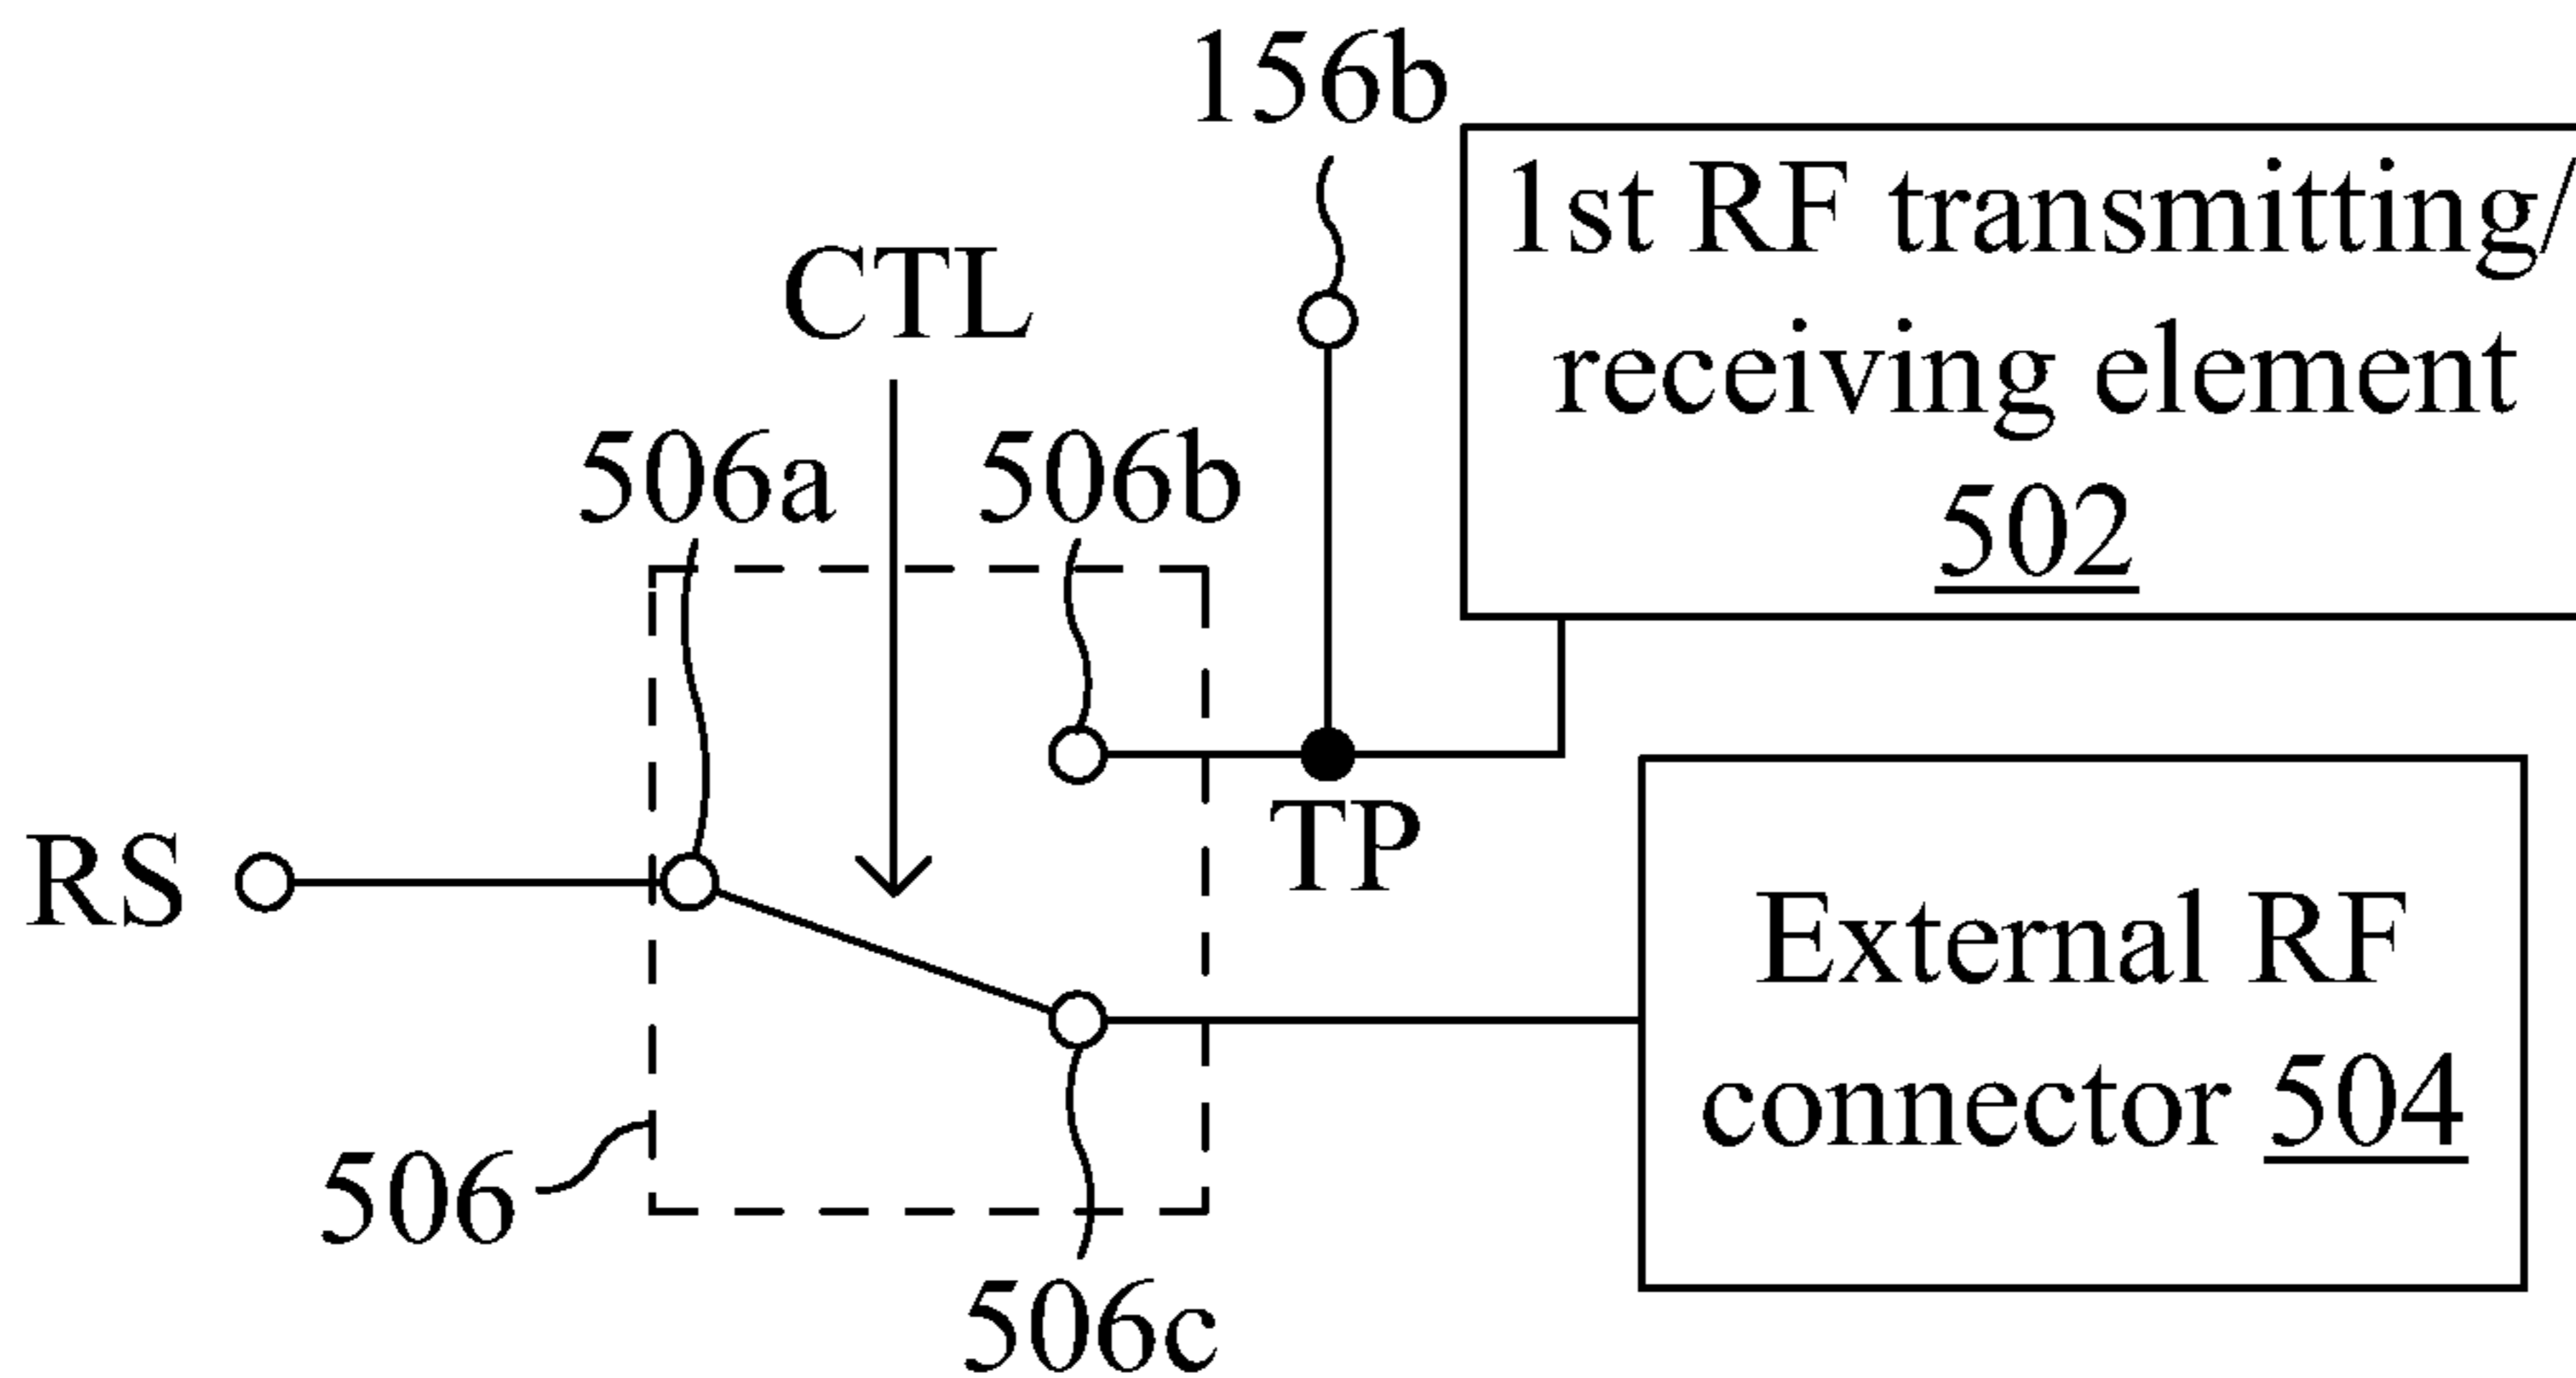 156b
1st RF transmitting/
receiving element
502
CTL
506a
506b
TP
RS
External RF
connector 504
506
506c